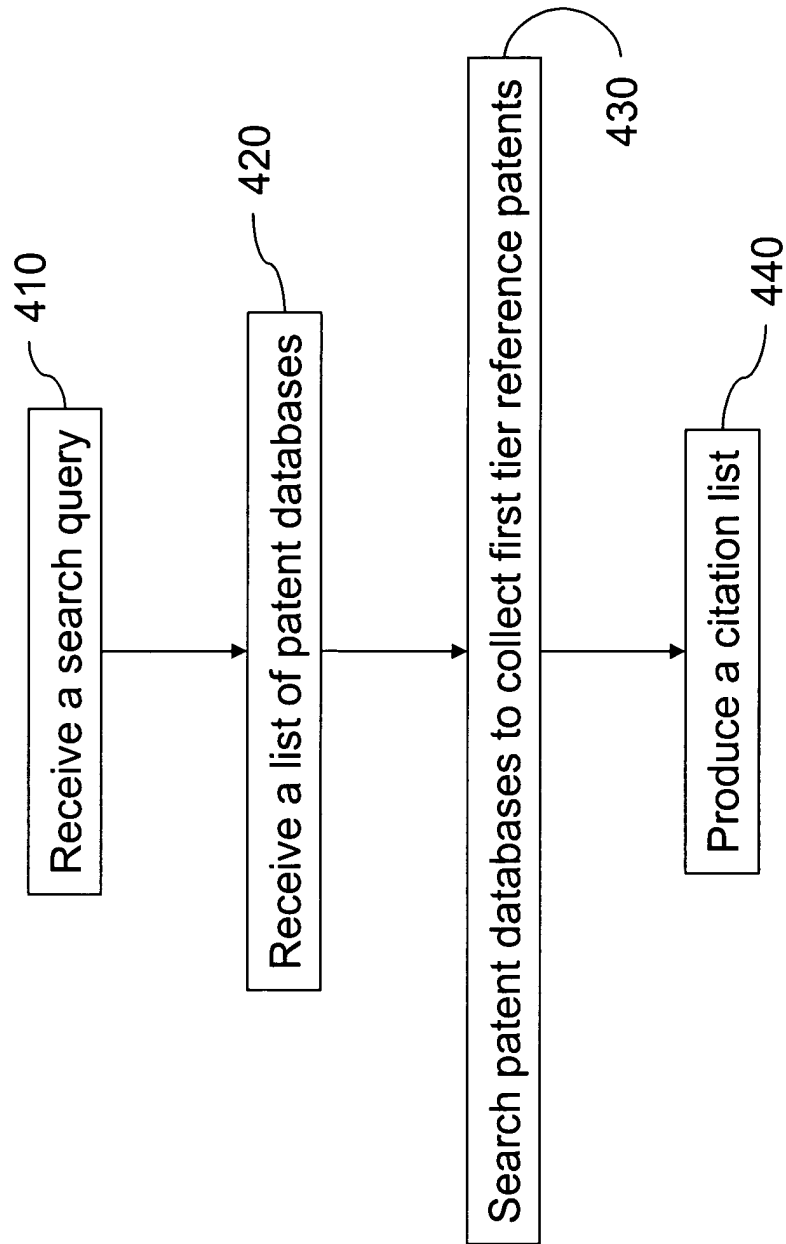 Receive a search query
410
Receive a list of patent databases
420
Search patent databases to collect first tier reference patents
430
Produce a citation list
440